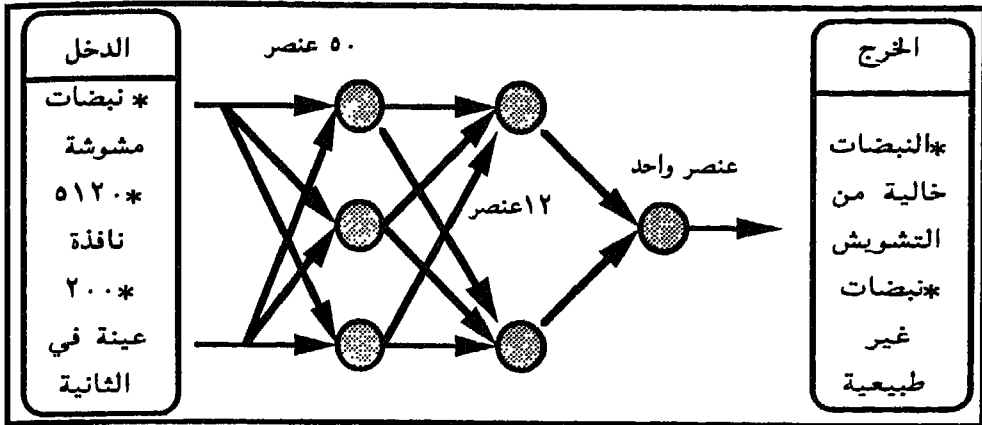 الخرج
*النبضات
خالية من
التشويش
*نبضات
غير
طبيعية
عنصر واحد
١٢عنصر
٥٠ عنصر
الدخل
* نبضات
مشوشة
*٥١٢٠
نافذة
*٢٠٠
عينة في
الثانية